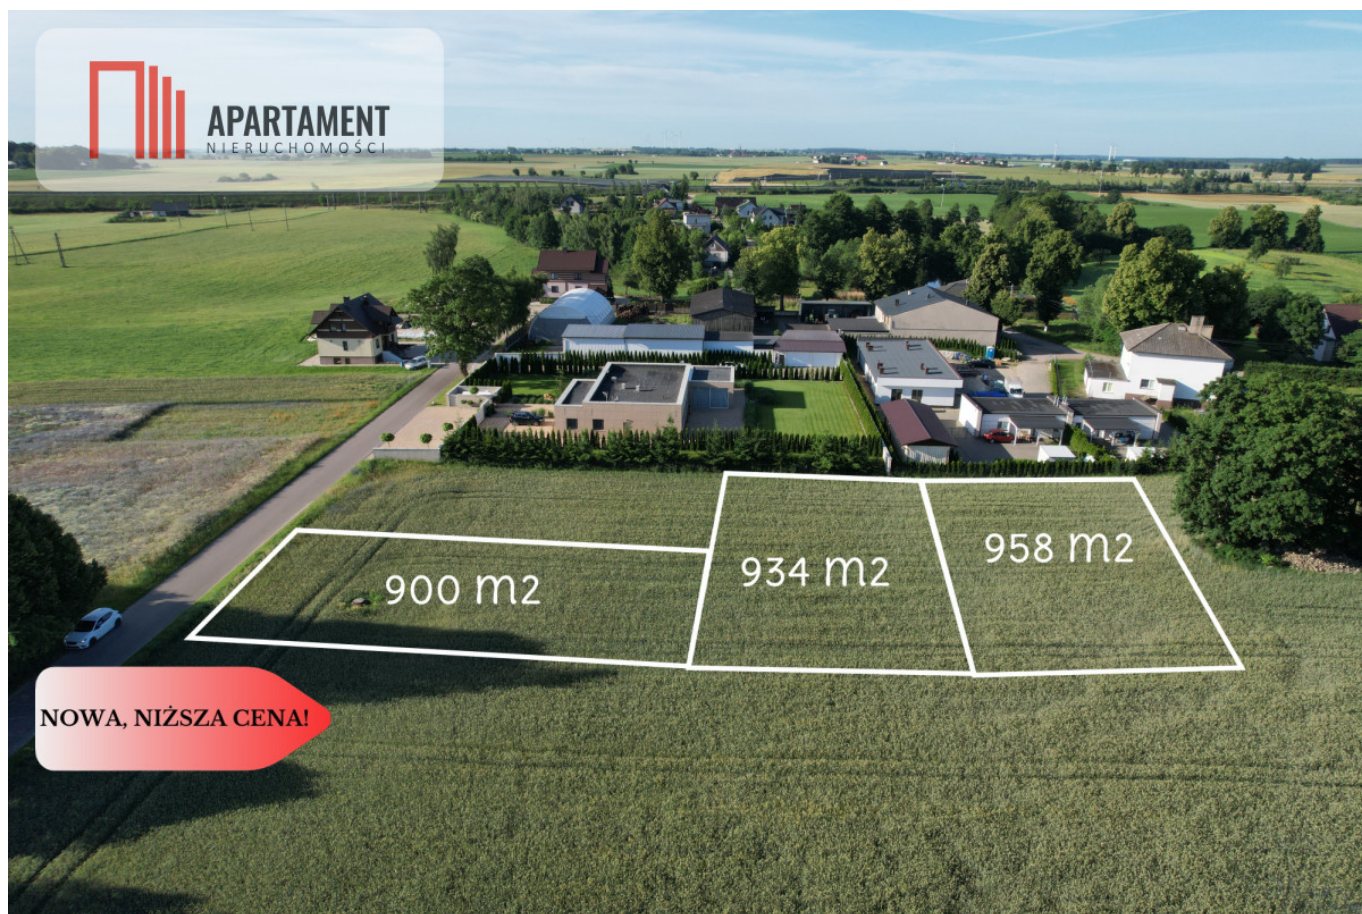 APARTAMENT
NIERUCHOMOŚCI
958 m2
934 m2
900 m2
NOWA, NIŻSZA CENA!